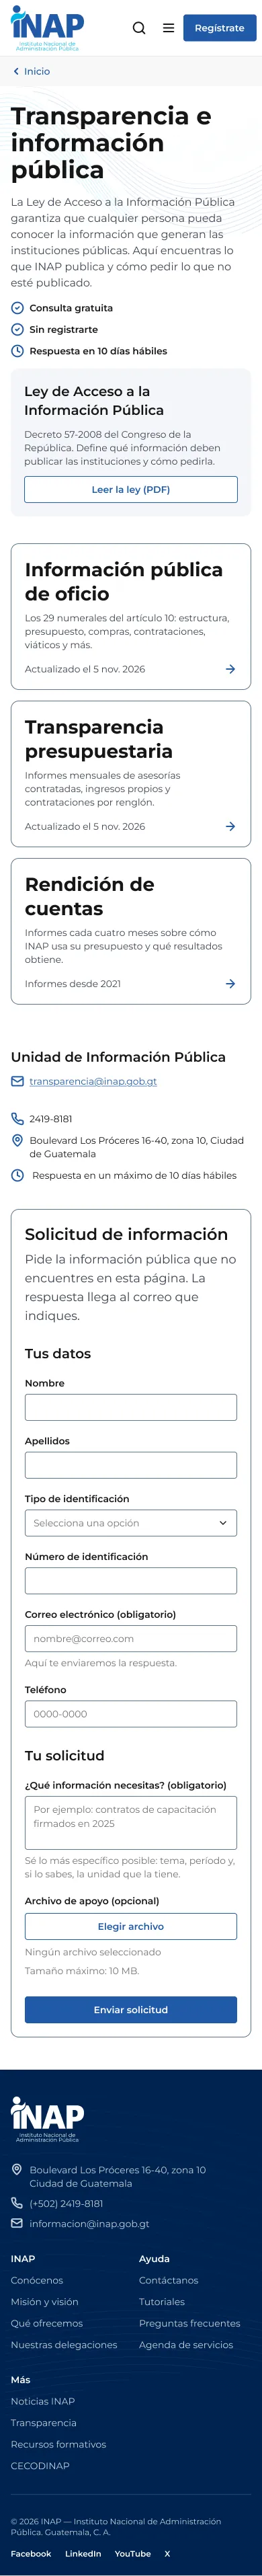 INAP
Instituto Nacional de
Administración Pública
Regístrate
Inicio
Transparencia e
información
pública
La Ley de Acceso a la Información Pública
garantiza que cualquier persona pueda
conocer la información que generan las
instituciones públicas. Aquí encuentras lo
que INAP publica y cómo pedir lo que no
esté publicado.
Consulta gratuita
Sin registrarte
Respuesta en 10 días hábiles
Ley de Acceso a la
Información Pública
Decreto 57-2008 del Congreso de la
República. Define qué información deben
publicar las instituciones y cómo pedirla.
Leer la ley (PDF)
Información pública
de oficio
Los 29 numerales del artículo 10: estructura,
presupuesto, compras, contrataciones,
viáticos y más.
Actualizado el 5 nov. 2026
Transparencia
presupuestaria
Informes mensuales de asesorías
contratadas, ingresos propios y
contrataciones por renglón.
Actualizado el 5 nov. 2026
Rendición de
cuentas
Informes cada cuatro meses sobre cómo
INAP usa su presupuesto y qué resultados
obtiene.
Informes desde 2021
Unidad de Información Pública
transparencia@inap.gob.gt
2419-8181
Boulevard Los Próceres 16-40, zona 10, Ciudad
de Guatemala
Respuesta en un máximo de 10 días hábiles
Solicitud de información
Pide la información pública que no
encuentres en esta página. La
respuesta llega al correo que
indiques.
Tus datos
Nombre
Apellidos
Tipo de identificación
Selecciona una opción
Número de identificación
Correo electrónico (obligatorio)
nombre@correo.com
Aquí te enviaremos la respuesta.
Teléfono
0000-0000
Tu solicitud
¿Qué información necesitas? (obligatorio)
Por ejemplo: contratos de capacitación
firmados en 2025
Sé lo más específico posible: tema, período y,
si lo sabes, la unidad que la tiene.
Archivo de apoyo (opcional)
Elegir archivo
Ningún archivo seleccionado
Tamaño máximo: 10 MB.
Enviar solicitud
INAP
Instituto Nacional de
Administración Pública
Boulevard Los Próceres 16-40, zona 10
Ciudad de Guatemala
(+502) 2419-8181
informacion@inap.gob.gt
INAP
Conócenos
Misión y visión
Qué ofrecemos
Nuestras delegaciones
Ayuda
Contáctanos
Tutoriales
Preguntas frecuentes
Agenda de servicios
Más
Noticias INAP
Transparencia
Recursos formativos
CECODINAP
© 2026 INAP — Instituto Nacional de Administración
Pública. Guatemala, C. A.
Facebook LinkedIn YouTube X